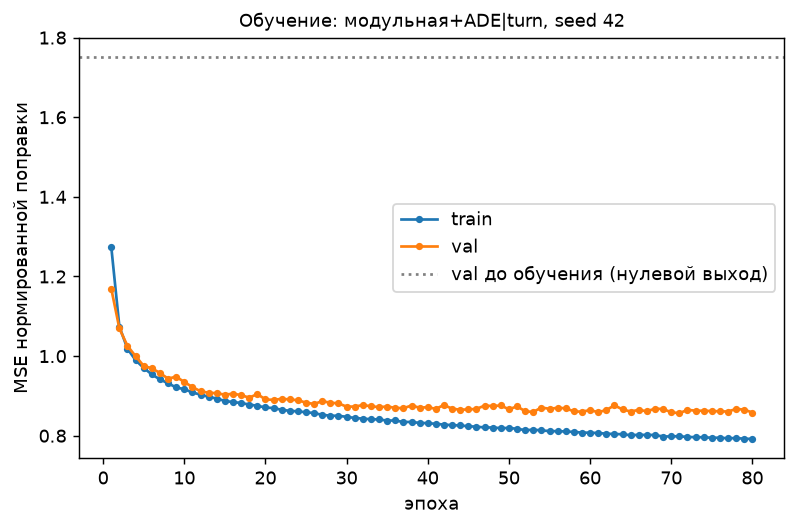 Обучение: модульная+ADE|turn, seed 42
MSE нормированной поправки
1.8
1.6
1.4
1.2
1.0
0.8
train
val
val до обучения (нулевой выход)
0 10 20 30 40 50 60 70 80
эпоха